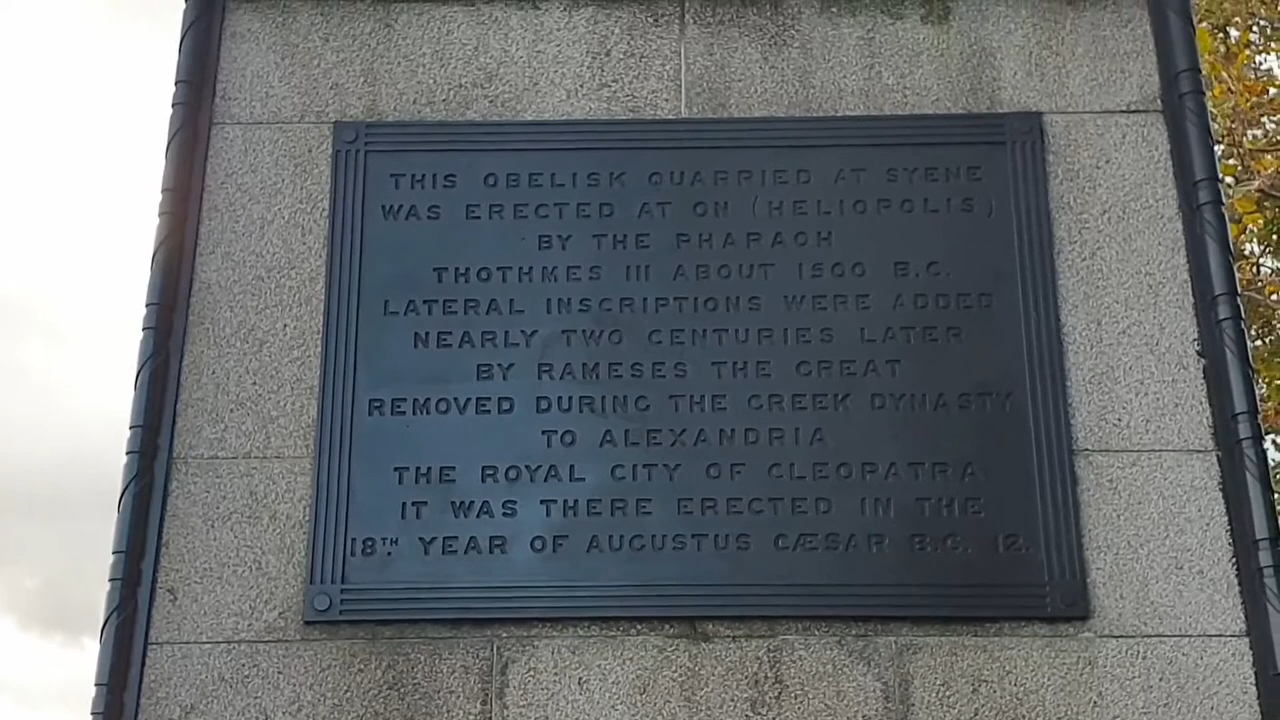 THIS OBELISK QUARRIED AT SYENE
WAS ERECTED AT ON (HELIOPOLIS)
BY THE PHARAOH
THOTHMES III ABOUT 1500 B.C.
LATERAL INSCRIPTIONS WERE ADDED
NEARLY TWO CENTURIES LATER
BY RAMESES THE GREAT
REMOVED DURING THE GREEK DYNASTY
TO ALEXANDRIA
THE ROYAL CITY OF CLEOPATRA
IT WAS THERE ERECTED IN THE
18TH YEAR OF AUGUSTUS CÆSAR B.C. 12.